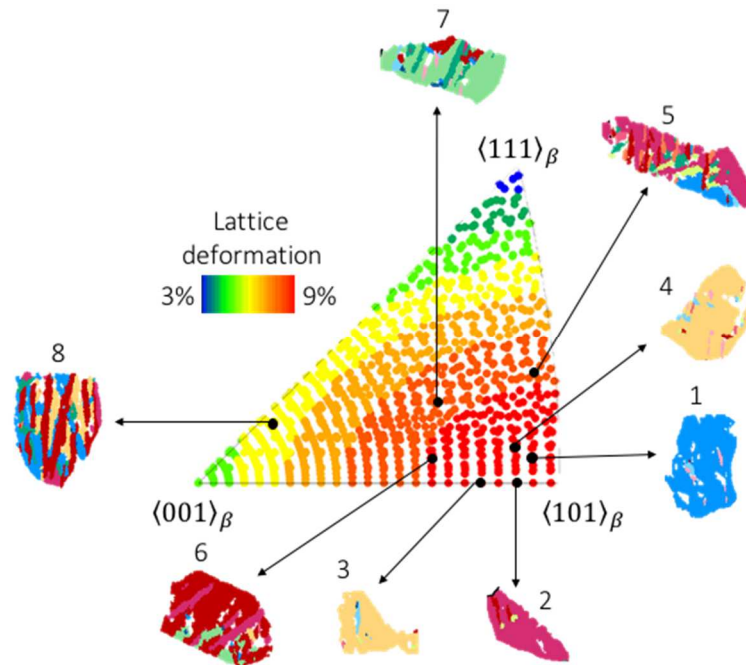 7
5
⟨111⟩β
Lattice
deformation
3% 9%
4
8
1
⟨001⟩β
⟨101⟩β
6
3
2